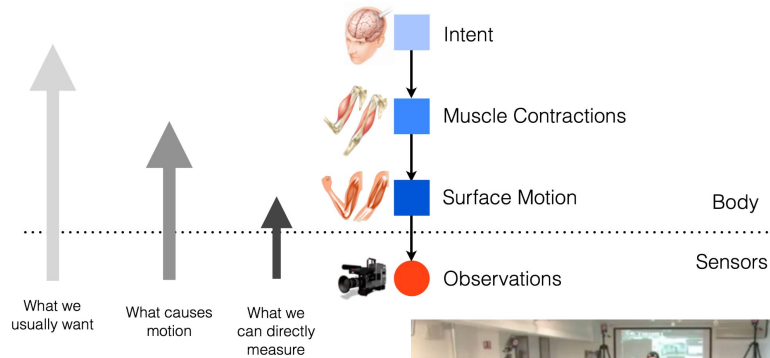 Intent
Muscle Contractions
Surface Motion
Body
Sensors
Observations
What we
usually want
What causes
motion
What we
can directly
measure